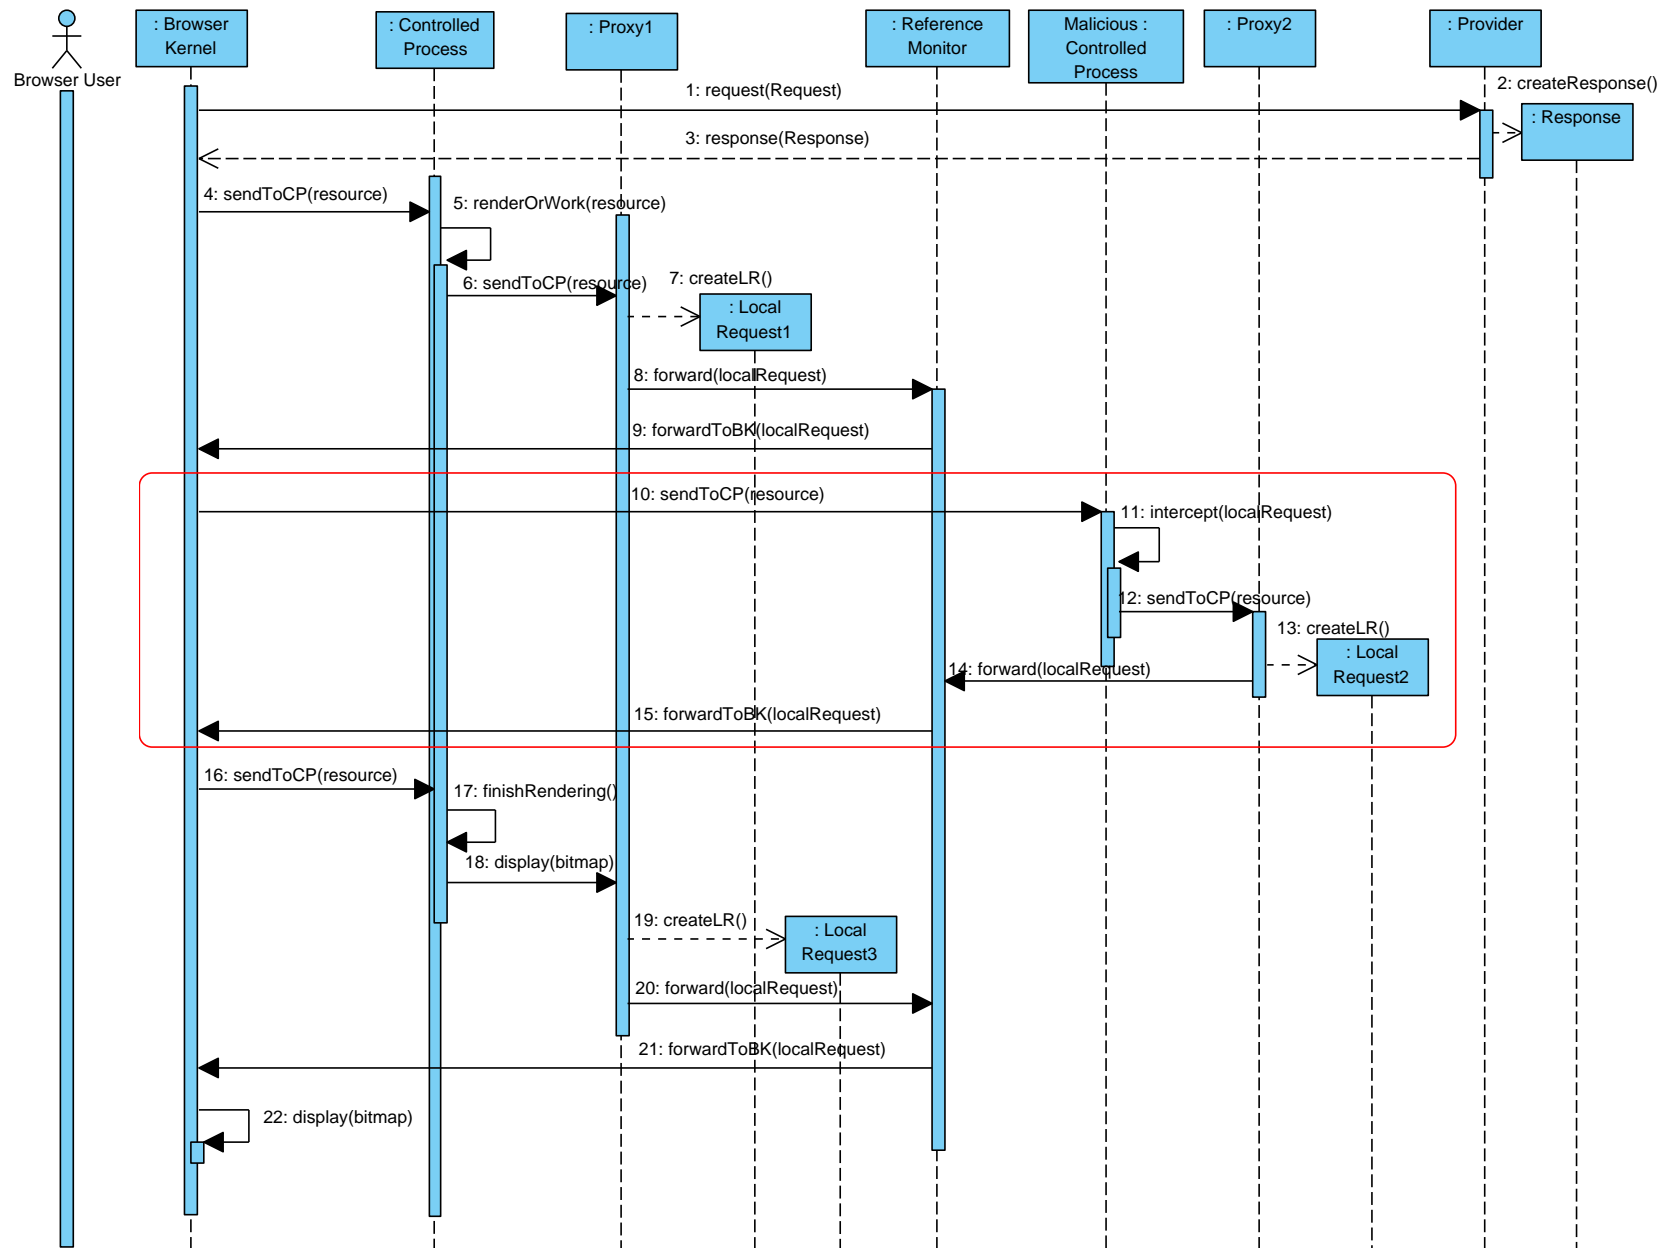 Browser User
: Browser
Kernel
: Controlled
Process
: Proxy1
: Reference
Monitor
Malicious :
Controlled
Process
: Proxy2
: Provider
1: request(Request)
2: createResponse()
: Response
3: response(Response)
4: sendToCP(resource)
5: renderOrWork(resource)
6: sendToCP(resource)
7: createLR()
: Local
Request1
8: forward(localRequest)
9: forwardToBK(localRequest)
10: sendToCP(resource)
11: intercept(localRequest)
12: sendToCP(resource)
13: createLR()
: Local
Request2
14: forward(localRequest)
15: forwardToBK(localRequest)
16: sendToCP(resource)
17: finishRendering()
18: display(bitmap)
19: createLR()
: Local
Request3
20: forward(localRequest)
21: forwardToBK(localRequest)
22: display(bitmap)